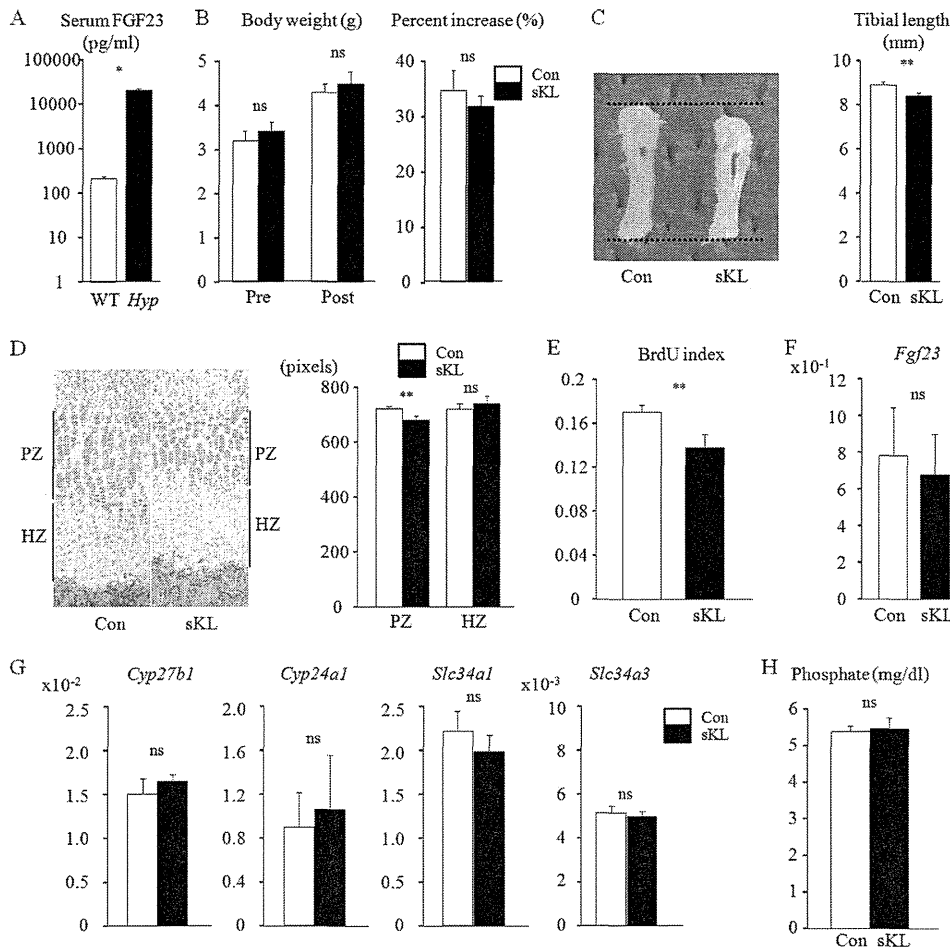 A
Serum FGF23
(pg/ml)
100000
10000
1000
100
10
1
*
WT Hyp
B
Body weight (g)
5
4
3
2
1
0
ns
ns
Pre Post
Percent increase (%)
40
30
20
10
0
ns
Con
sKL
C
Con sKL
Tibial length
(mm)
**
10
8
6
4
2
0
Con sKL
D
PZ
HZ
PZ
HZ
Con sKL
(pixels)
Con
sKL
800
600
400
200
0
**
ns
PZ HZ
E
BrdU index
0.2
0.16
0.12
0.08
0.04
0
**
Con sKL
F
x10-1
Fgf23
12
10
8
6
4
2
0
ns
Con sKL
G
x10-2
Cyp27b1
2.5
2.0
1.5
1.0
0.5
0
ns
Cyp24a1
2.0
1.6
1.2
0.8
0.4
0
ns
Slc34a1
2.5
2.0
1.5
1.0
0.5
0
ns
x10-3
Slc34a3
10
8
6
4
2
0
ns
Con
sKL
H
Phosphate (mg/dl)
6
5
4
3
2
1
0
ns
Con sKL